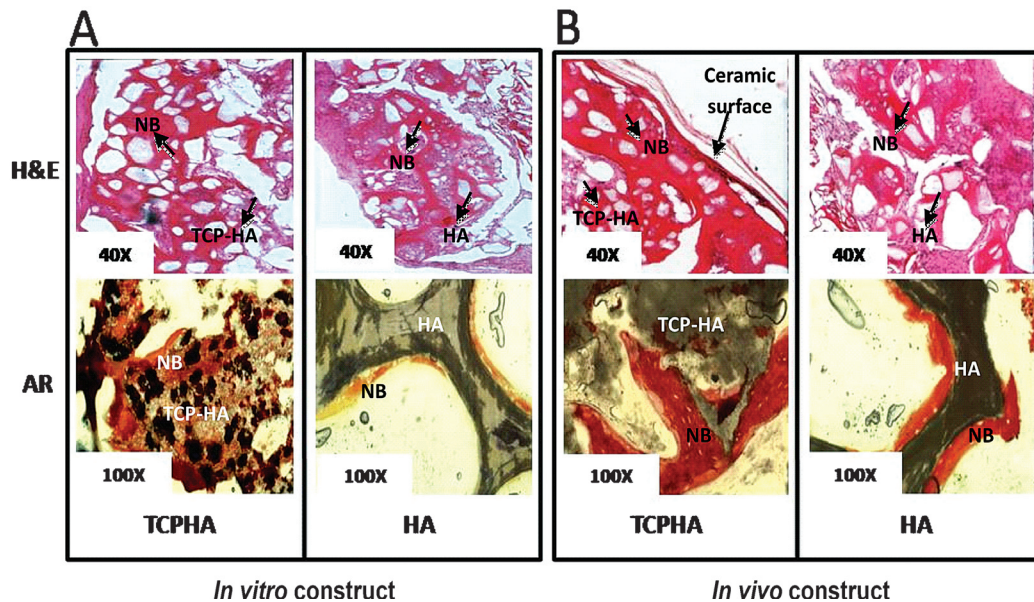 A
B
H&E
NB
TCP-HA
40X
NB
HA
40X
Ceramic
surface
NB
TCP-HA
40X
NB
HA
40X
AR
NB
TCP-HA
100X
HA
NB
100X
TCP-HA
NB
100X
HA
NB
100X
TCPHA
HA
TCPHA
HA
In vitro construct
In vivo construct